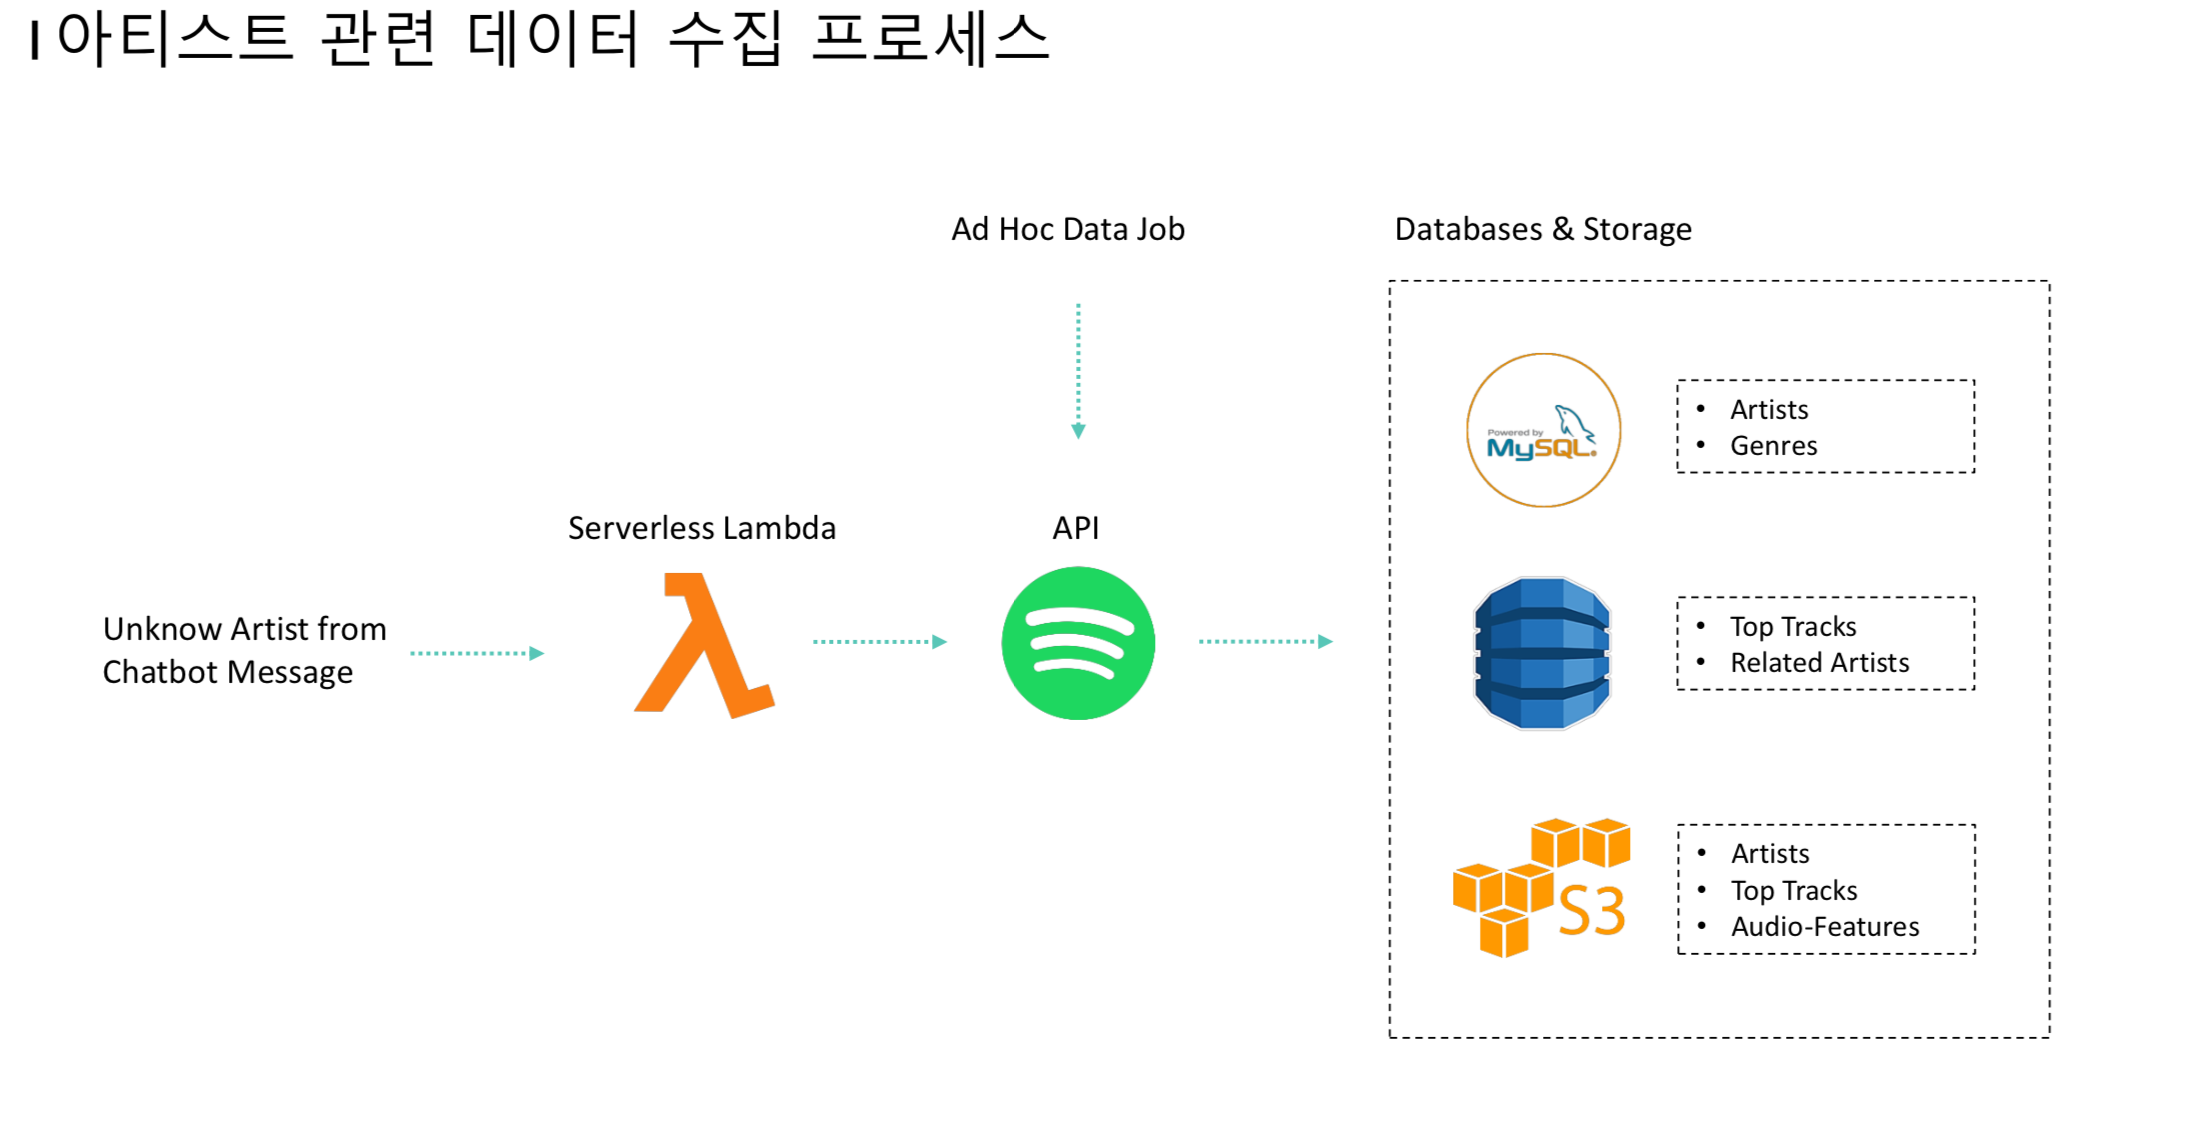 아티스트 관련 데이터 수집 프로세스
Ad Hoc Data Job
Databases & Storage
Powered by
MySQL.
• Artists
• Genres
Serverless Lambda
API
Unknow Artist from
Chatbot Message
• Top Tracks
• Related Artists
S3
• Artists
• Top Tracks
• Audio-Features